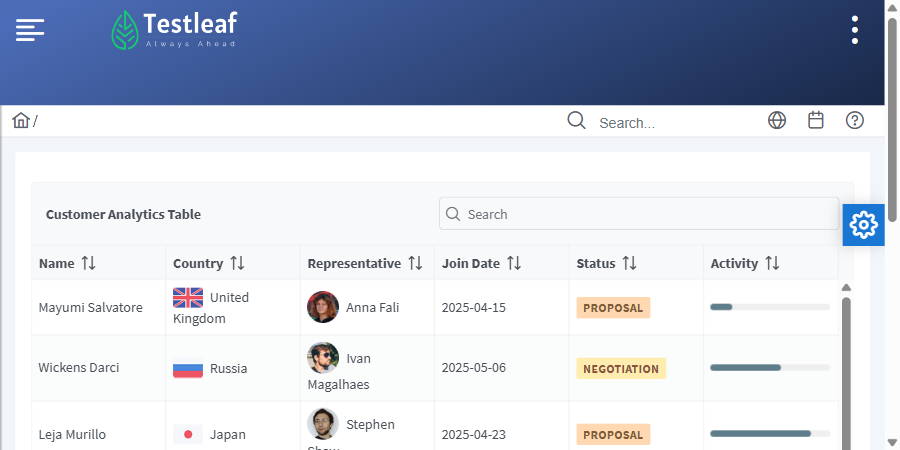 Testleaf
Always Ahead
/
Search...
Customer Analytics Table
Search
Name Country Representative Join Date Status Activity
Mayumi Salvatore United Kingdom Anna Fali 2025-04-15 PROPOSAL
Wickens Darci Russia Ivan Magalhaes 2025-05-06 NEGOTIATION
Leja Murillo Japan Stephen 2025-04-23 PROPOSAL